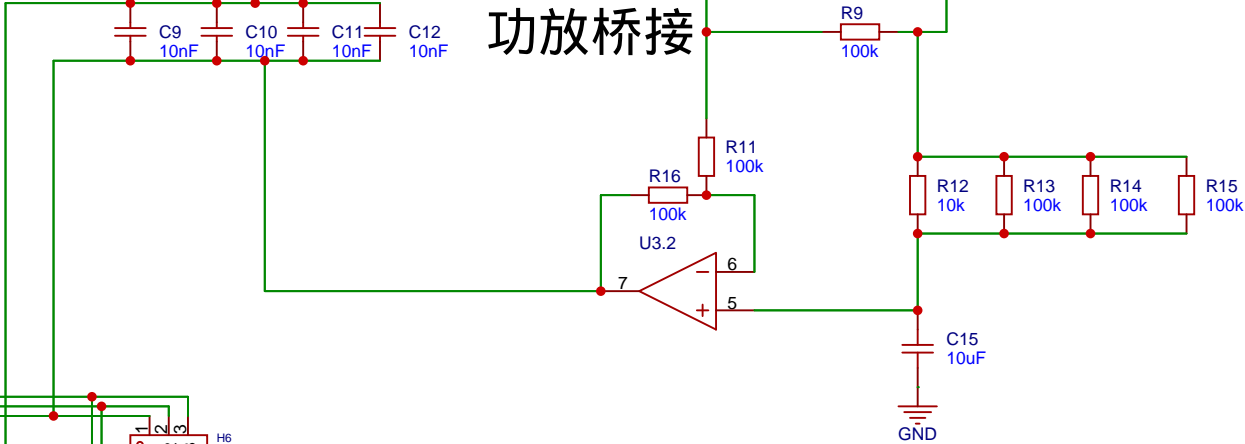 功放桥接
C9
10nF
C10
10nF
C11
10nF
C12
10nF
R9
100k
R11
100k
R16
100k
R12
10k
R13
100k
R14
100k
R15
100k
U3.2
6
7
5
C15
10uF
GND
1
2
3
H6